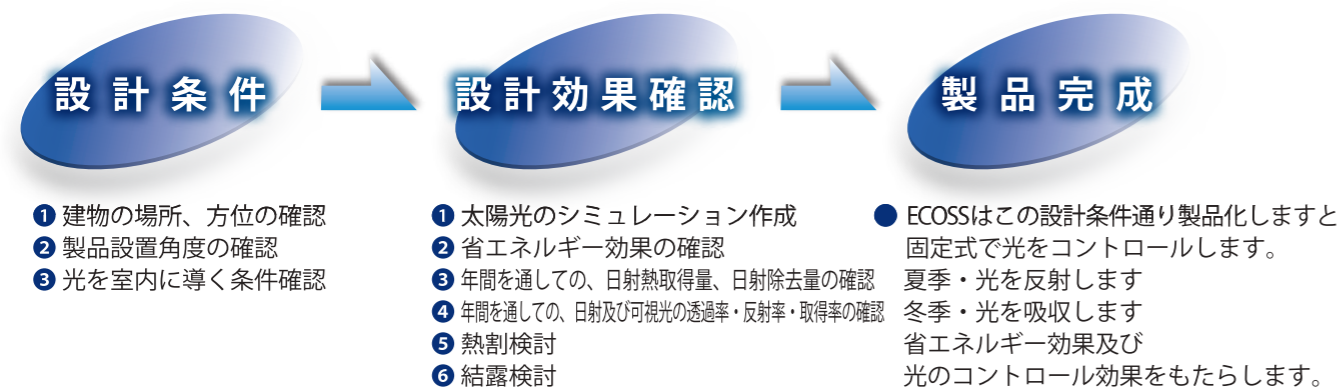 設計条件
設計効果確認
製品完成
❶ 建物の場所、方位の確認
❷ 製品設置角度の確認
❸ 光を室内に導く条件確認
❶ 太陽光のシミュレーション作成
❷ 省エネルギー効果の確認
❸ 年間を通しての、日射熱取得量、日射除去量の確認
❹ 年間を通しての、日射及び可視光の透過率・反射率・取得率の確認
❺ 熱割検討
❻ 結露検討
● ECOSSはこの設計条件通り製品化しますと
固定式で光をコントロールします。
夏季・光を反射します
冬季・光を吸収します
省エネルギー効果及び
光のコントロール効果をもたらします。